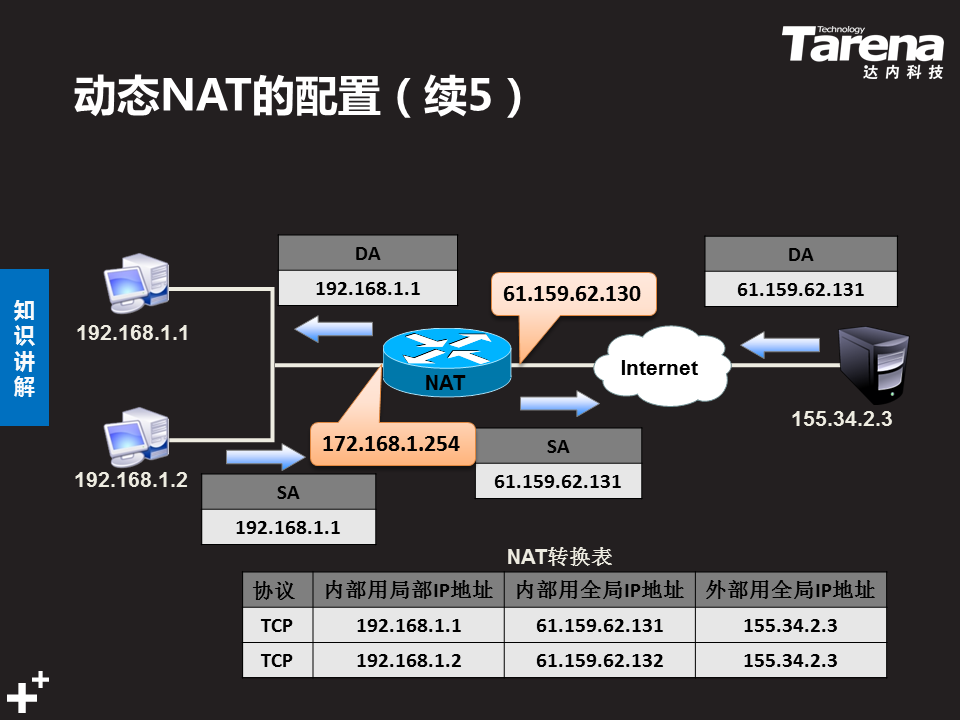 Technology
Tarena
达内科技
动态NAT的配置（续5）
知识讲解
DA
192.168.1.1
DA
61.159.62.131
61.159.62.130
192.168.1.1
NAT
Internet
155.34.2.3
172.168.1.254
SA
61.159.62.131
192.168.1.2
SA
192.168.1.1
NAT转换表
协议 内部用局部IP地址 内部用全局IP地址 外部用全局IP地址
TCP 192.168.1.1 61.159.62.131 155.34.2.3
TCP 192.168.1.2 61.159.62.132 155.34.2.3